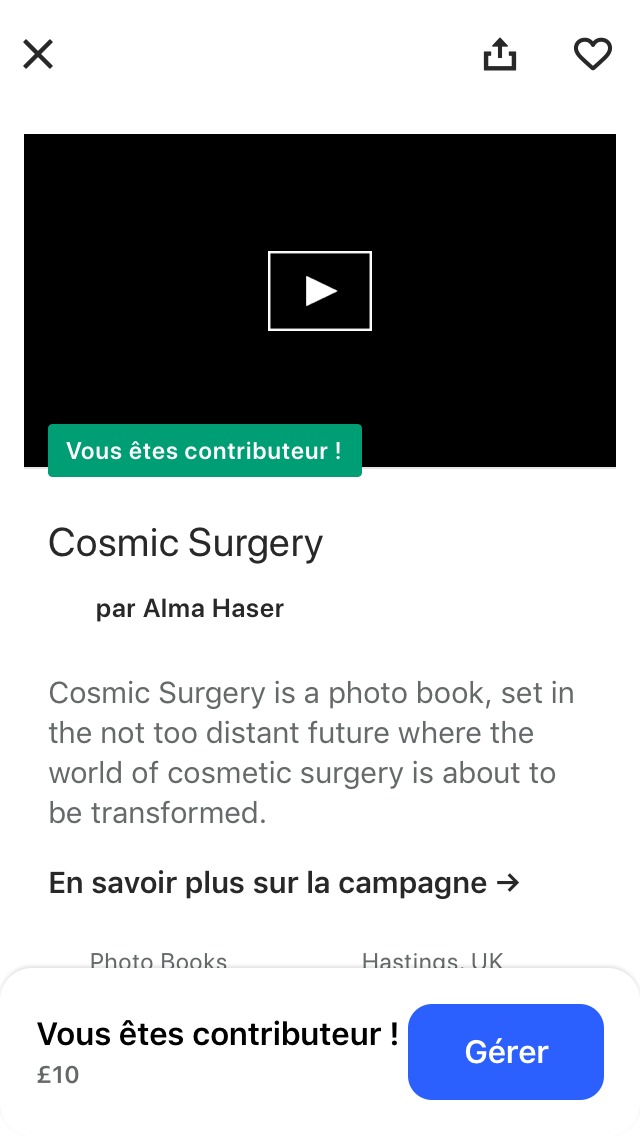 Vous êtes contributeur !
Cosmic Surgery
par Alma Haser
Cosmic Surgery is a photo book, set in
the not too distant future where the
world of cosmetic surgery is about to
be transformed.
En savoir plus sur la campagne →
Photo Books
Hastings, UK
Vous êtes contributeur !
£10
Gérer